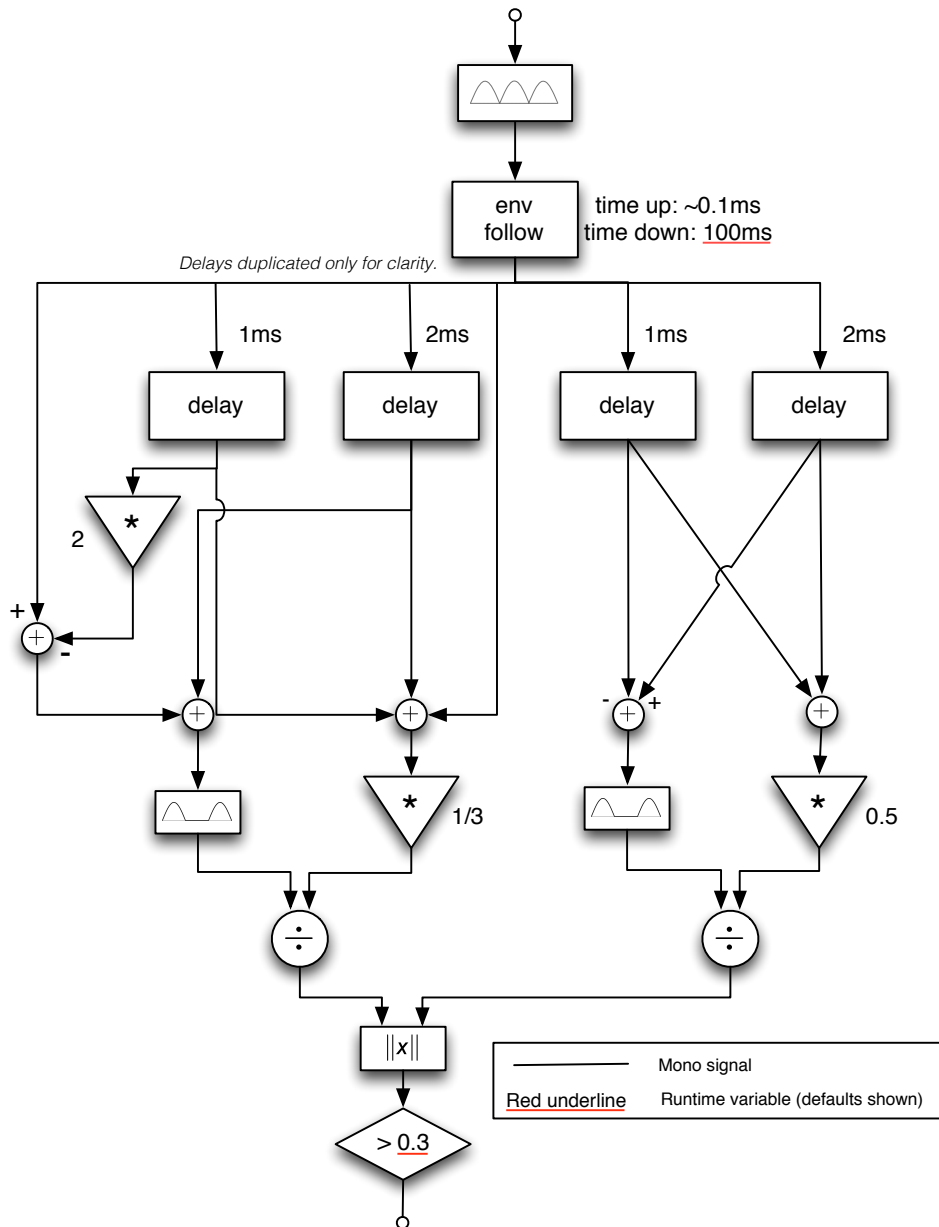 env
follow
time up: ~0.1ms
time down: 100ms
Delays duplicated only for clarity.
1ms
2ms
1ms
2ms
delay
delay
delay
delay
*
2
+
+
-
+
+
-
+
+
+
*
1/3
*
0.5
÷
÷
||x||
> 0.3
Mono signal
Red underline
Runtime variable (defaults shown)